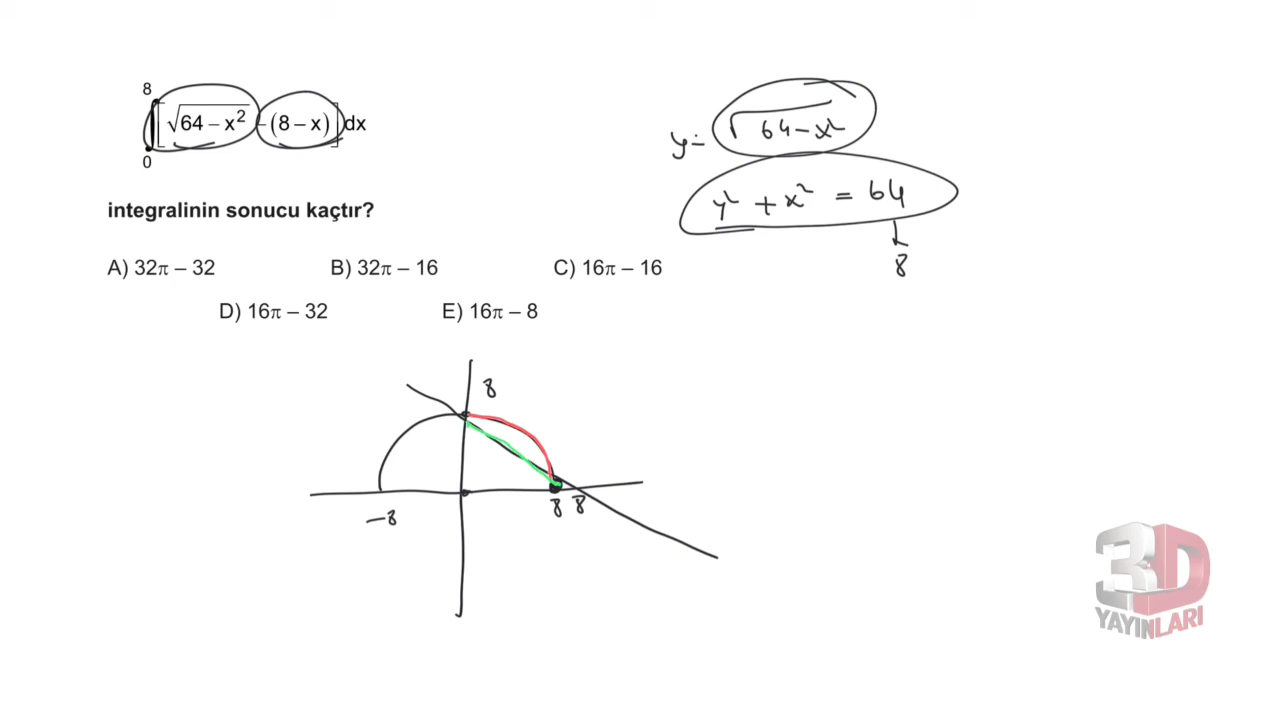 8
[√64 – x² – (8 – x)] dx
0
integralinin sonucu kaçtır?
A) 32π – 32 B) 32π – 16 C) 16π – 16
D) 16π – 32 E) 16π – 8
y = √64 – x²
y² + x² = 64
8
8
–8 8 8
3D
YAYINLARI